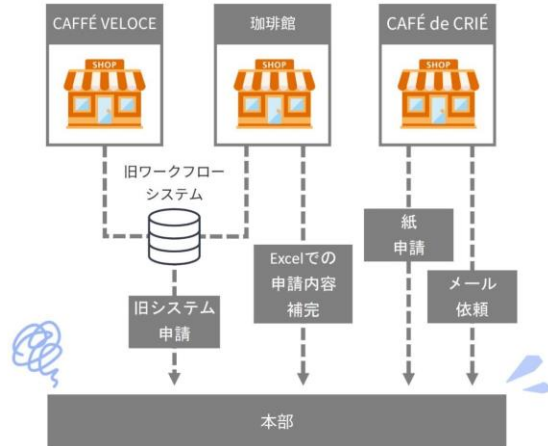 CAFFÉ VELOCE
珈琲館
CAFÉ de CRIÉ
SHOP
SHOP
SHOP
旧ワークフロー
システム
旧システム
申請
Excelでの
申請内容
補完
紙
申請
メール
依頼
本部